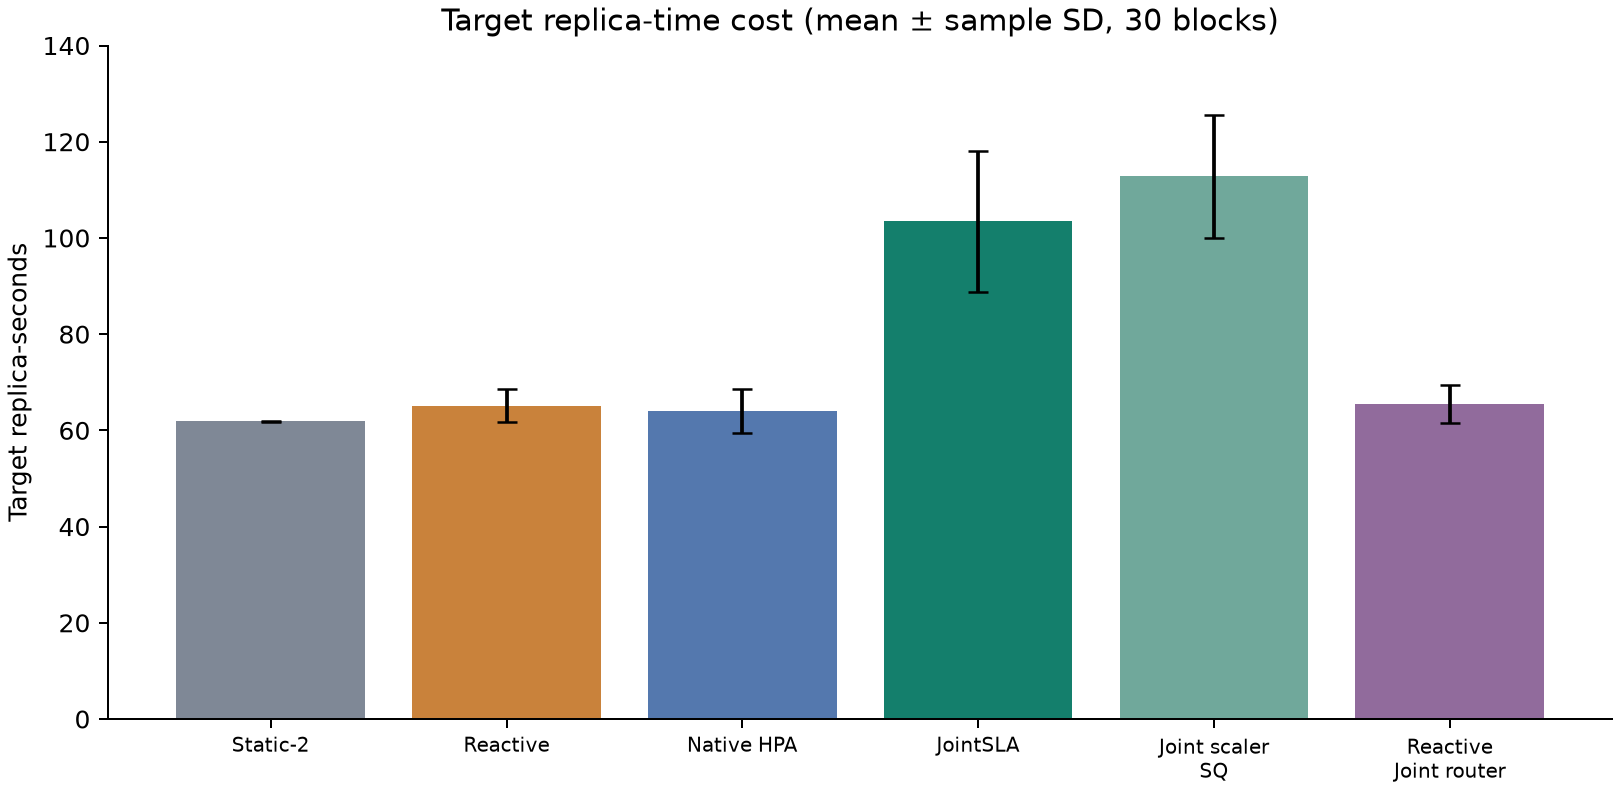 Target replica-time cost (mean ± sample SD, 30 blocks)
Target replica-seconds
140
120
100
80
60
40
20
0
Static-2
Reactive
Native HPA
JointSLA
Joint scaler
SQ
Reactive
Joint router